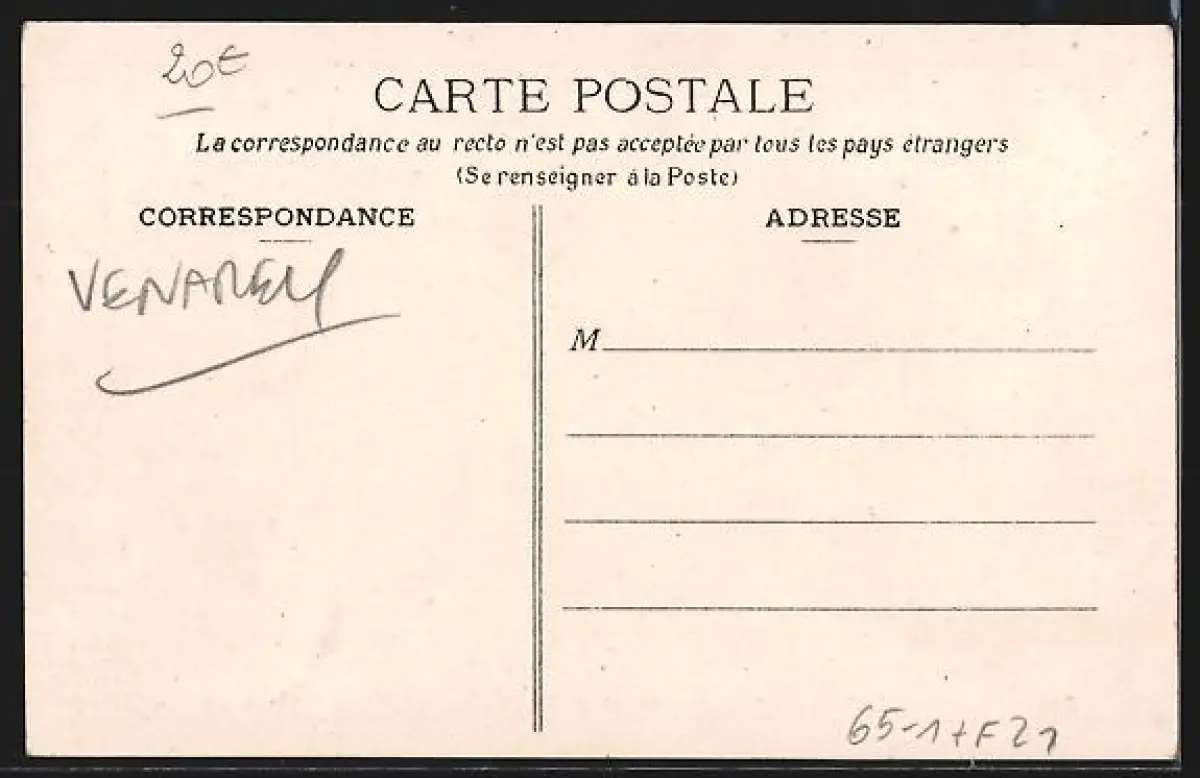 20€
CARTE POSTALE
La correspondance au recto n'est pas acceptée par tous les pays étrangers
(Se renseigner à la Poste)
CORRESPONDANCE
ADRESSE
VENAREY
M
65-1+F21